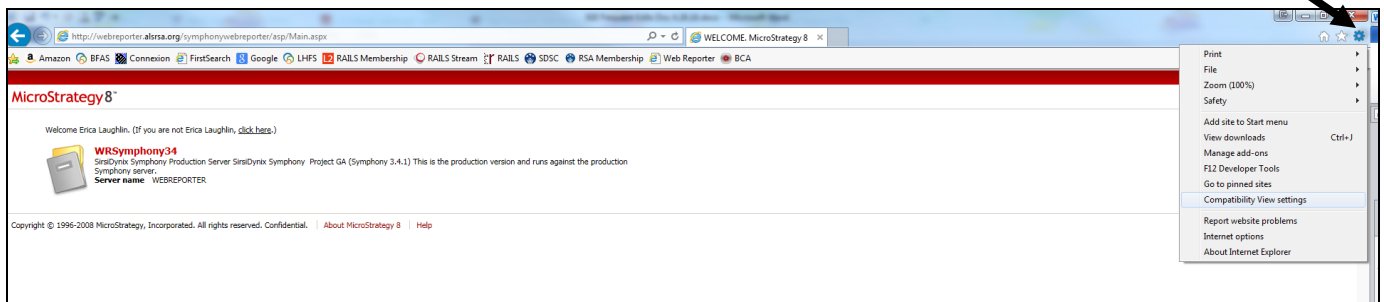 http://webreporter.alsrsa.org/symphonywebreporter/asp/Main.aspx
WELCOME. MicroStrategy 8 ×
Amazon BFAS Connexion FirstSearch Google LHFS L2 RAILS Membership RAILS Stream RAILS SDSC RSA Membership Web Reporter BCA
MicroStrategy 8™
Welcome Erica Laughlin. (If you are not Erica Laughlin, click here.)
WRSymphony34
SirsiDynix Symphony Production Server SirsiDynix Symphony Project GA (Symphony 3.4.1) This is the production version and runs against the production
Symphony server.
Server name WEBREPORTER
Copyright © 1996-2008 MicroStrategy, Incorporated. All rights reserved. Confidential. | About MicroStrategy 8 | Help
Print
File
Zoom (100%)
Safety
Add site to Start menu
View downloads Ctrl+J
Manage add-ons
F12 Developer Tools
Go to pinned sites
Compatibility View settings
Report website problems
Internet options
About Internet Explorer